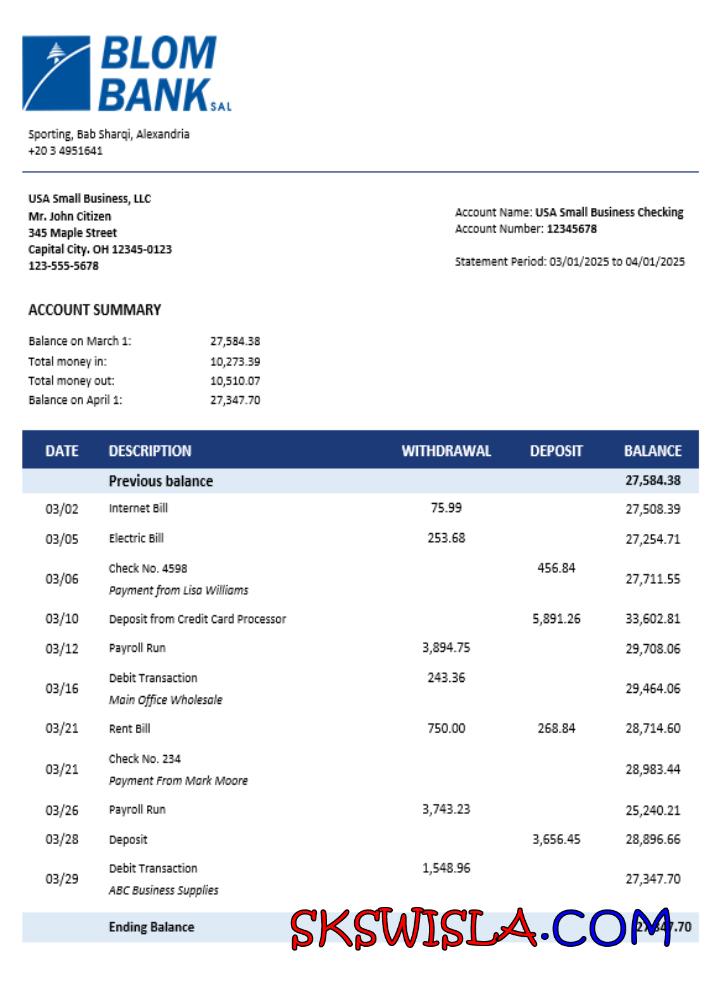 BLOM
BANK SAL
Sporting, Bab Sharqi, Alexandria
+20 3 4951641
USA Small Business, LLC
Mr. John Citizen
345 Maple Street
Capital City. OH 12345-0123
123-555-5678
Account Name: USA Small Business Checking
Account Number: 12345678
Statement Period: 03/01/2025 to 04/01/2025
ACCOUNT SUMMARY
Balance on March 1: 27,584.38
Total money in: 10,273.39
Total money out: 10,510.07
Balance on April 1: 27,347.70
DATE DESCRIPTION WITHDRAWAL DEPOSIT BALANCE
Previous balance 27,584.38
03/02 Internet Bill 75.99 27,508.39
03/05 Electric Bill 253.68 27,254.71
03/06 Check No. 4598 456.84 27,711.55
Payment from Lisa Williams
03/10 Deposit from Credit Card Processor 5,891.26 33,602.81
03/12 Payroll Run 3,894.75 29,708.06
03/16 Debit Transaction 243.36 29,464.06
Main Office Wholesale
03/21 Rent Bill 750.00 268.84 28,714.60
03/21 Check No. 234 28,983.44
Payment From Mark Moore
03/26 Payroll Run 3,743.23 25,240.21
03/28 Deposit 3,656.45 28,896.66
03/29 Debit Transaction 1,548.96 27,347.70
ABC Business Supplies
Ending Balance 27,347.70
SKSWISLA.COM